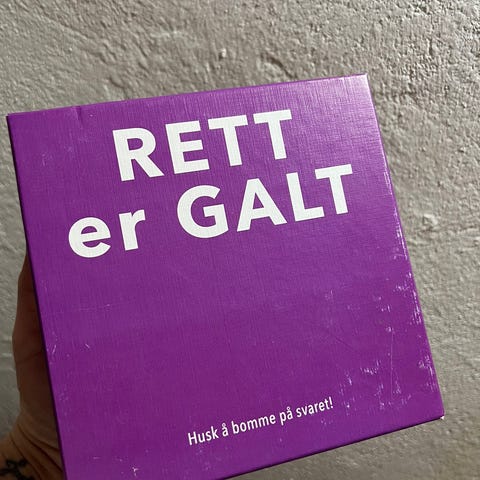 RETT
er GALT
Husk å bomme på svaret!